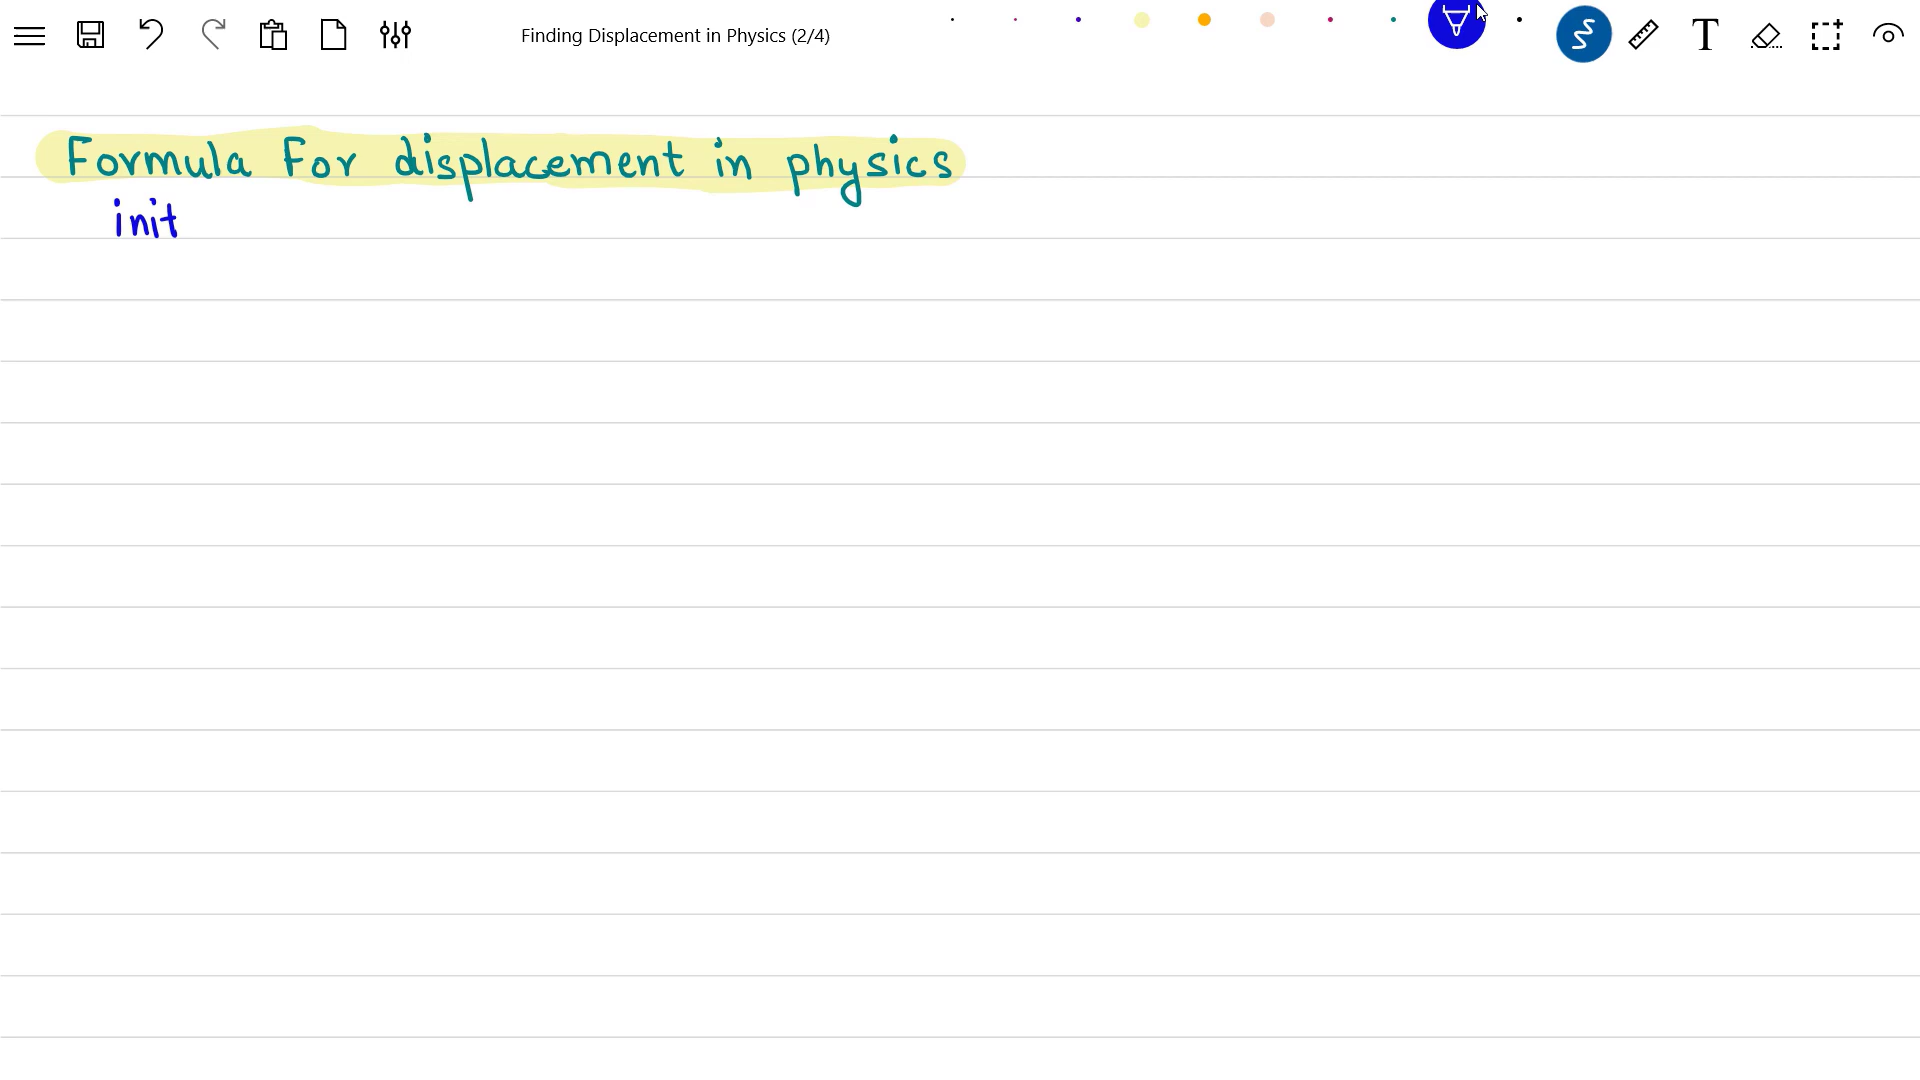 Finding Displacement in Physics (2/4)
T
Formula For displacement in physics
init